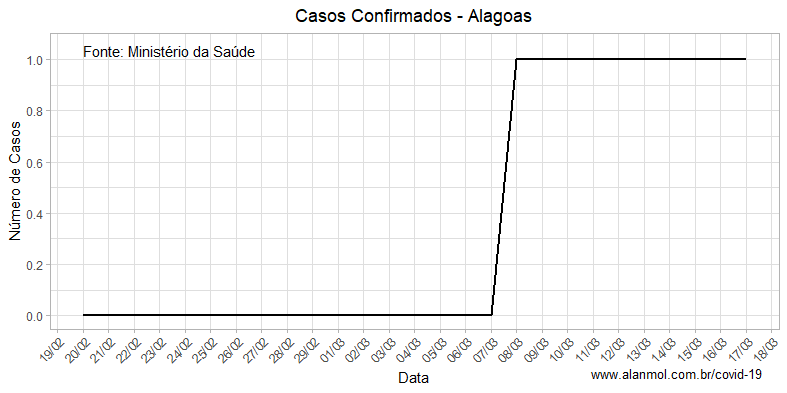 Casos Confirmados - Alagoas
Fonte: Ministério da Saúde
Número de Casos
1.0
0.8
0.6
0.4
0.2
0.0
19/02 20/02 21/02 22/02 23/02 24/02 25/02 26/02 27/02 28/02 29/02 01/03 02/03 03/03 04/03 05/03 06/03 07/03 08/03 09/03 10/03 11/03 12/03 13/03 14/03 15/03 16/03 17/03 18/03
Data
www.alanmol.com.br/covid-19